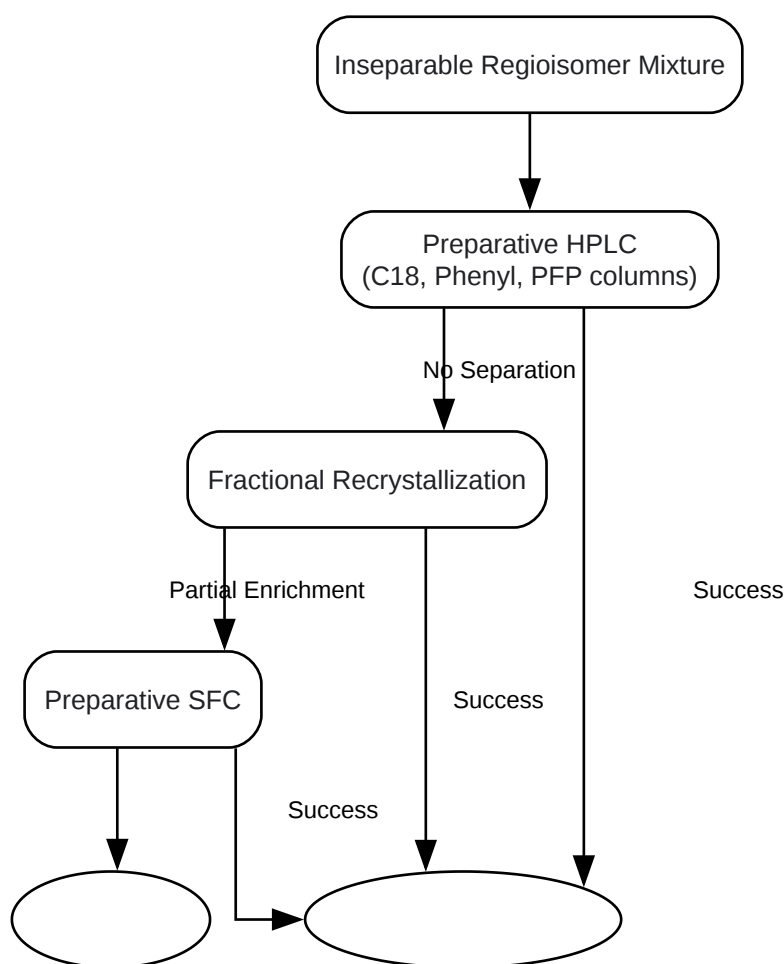 Inseparable Regioisomer Mixture
Preparative HPLC
(C18, Phenyl, PFP columns)
No Separation
Fractional Recrystallization
Partial Enrichment
Success
Preparative SFC
Success
Success